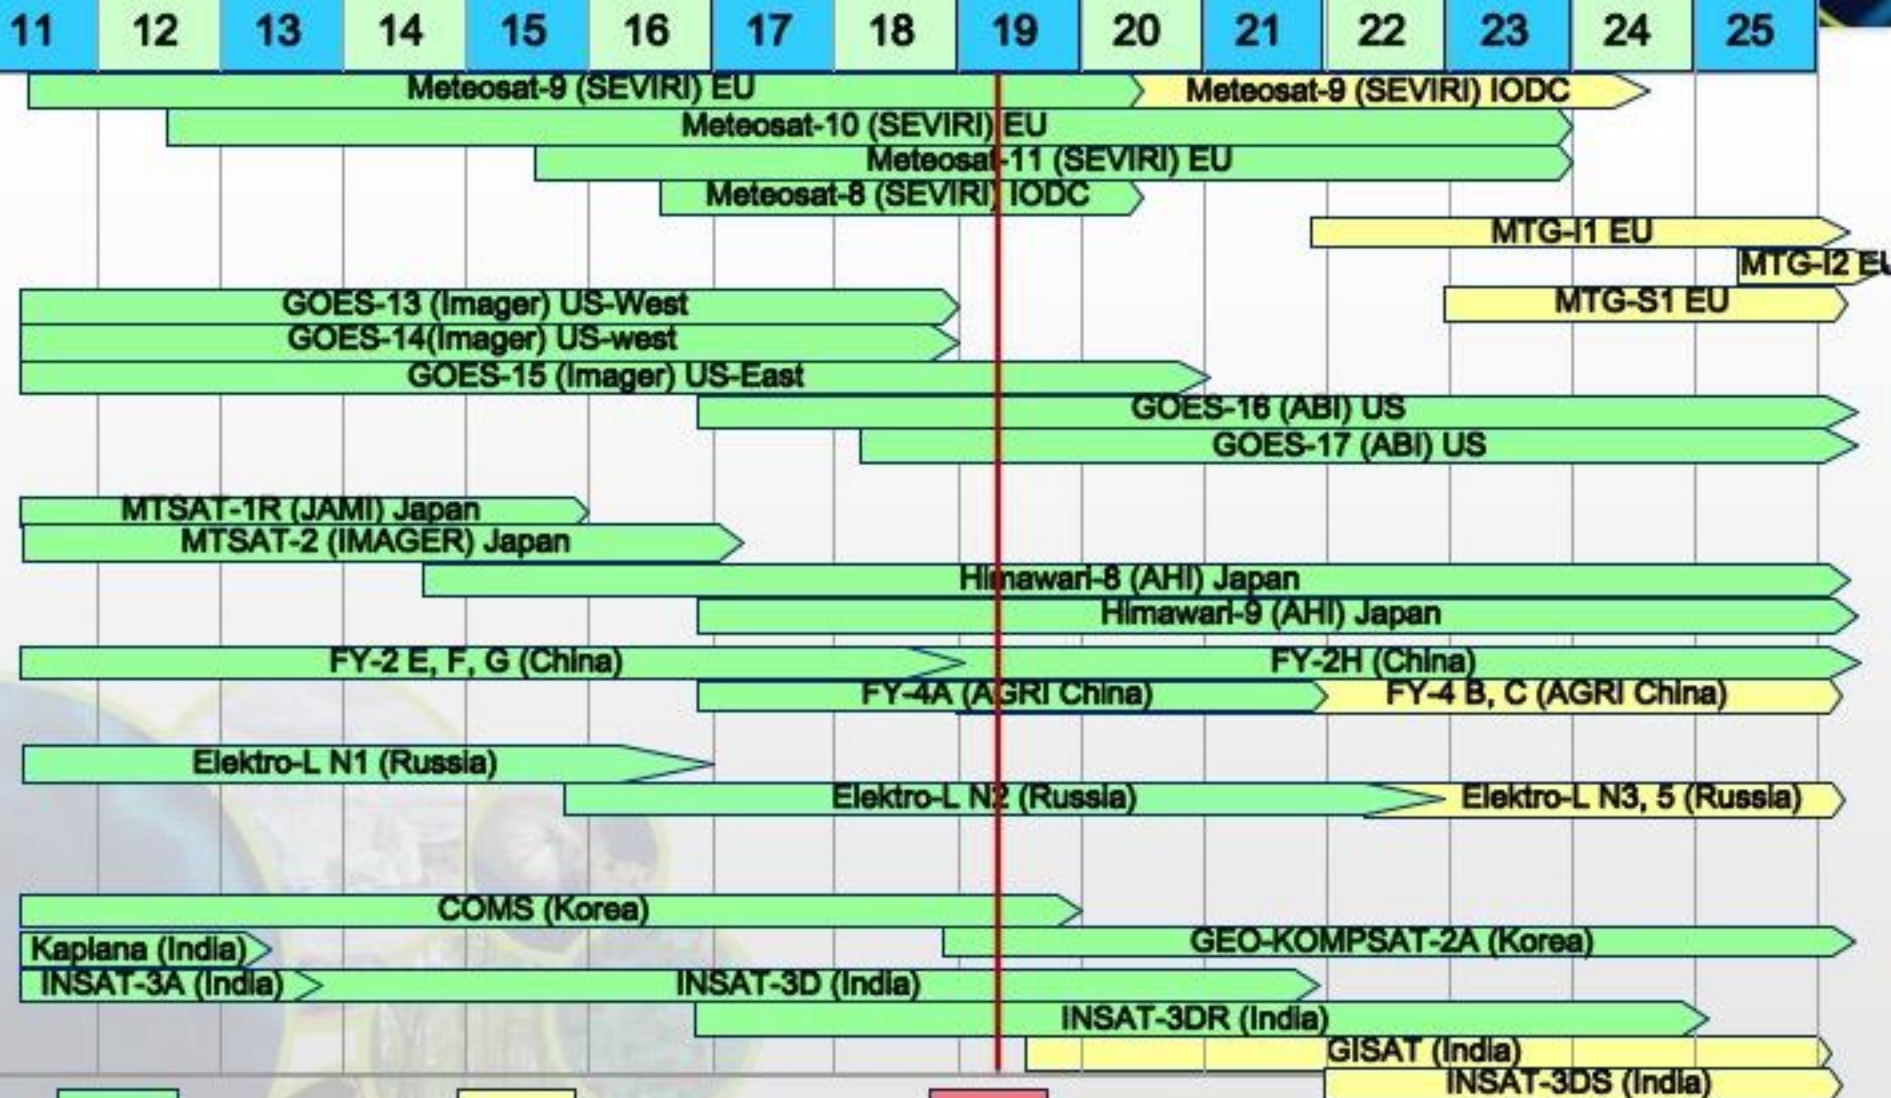 11 12 13 14 15 16 17 18 19 20 21 22 23 24 25
Meteosat-9 (SEVIRI) EU Meteosat-9 (SEVIRI) IODC
Meteosat-10 (SEVIRI) EU
Meteosat-11 (SEVIRI) EU
Meteosat-8 (SEVIRI) IODC
MTG-I1 EU
MTG-I2 EU
GOES-13 (Imager) US-West MTG-S1 EU
GOES-14(Imager) US-west
GOES-15 (Imager) US-East
GOES-16 (ABI) US
GOES-17 (ABI) US
MTSAT-1R (JAMI) Japan
MTSAT-2 (IMAGER) Japan
Himawari-8 (AHI) Japan
Himawari-9 (AHI) Japan
FY-2 E, F, G (China) FY-2H (China)
FY-4A (AGRI China) FY-4 B, C (AGRI China)
Elektro-L N1 (Russia)
Elektro-L N2 (Russia) Elektro-L N3, 5 (Russia)
COMS (Korea)
GEO-KOMPSAT-2A (Korea)
Kaplana (India)
INSAT-3A (India) INSAT-3D (India)
INSAT-3DR (India)
GISAT (India)
INSAT-3DS (India)